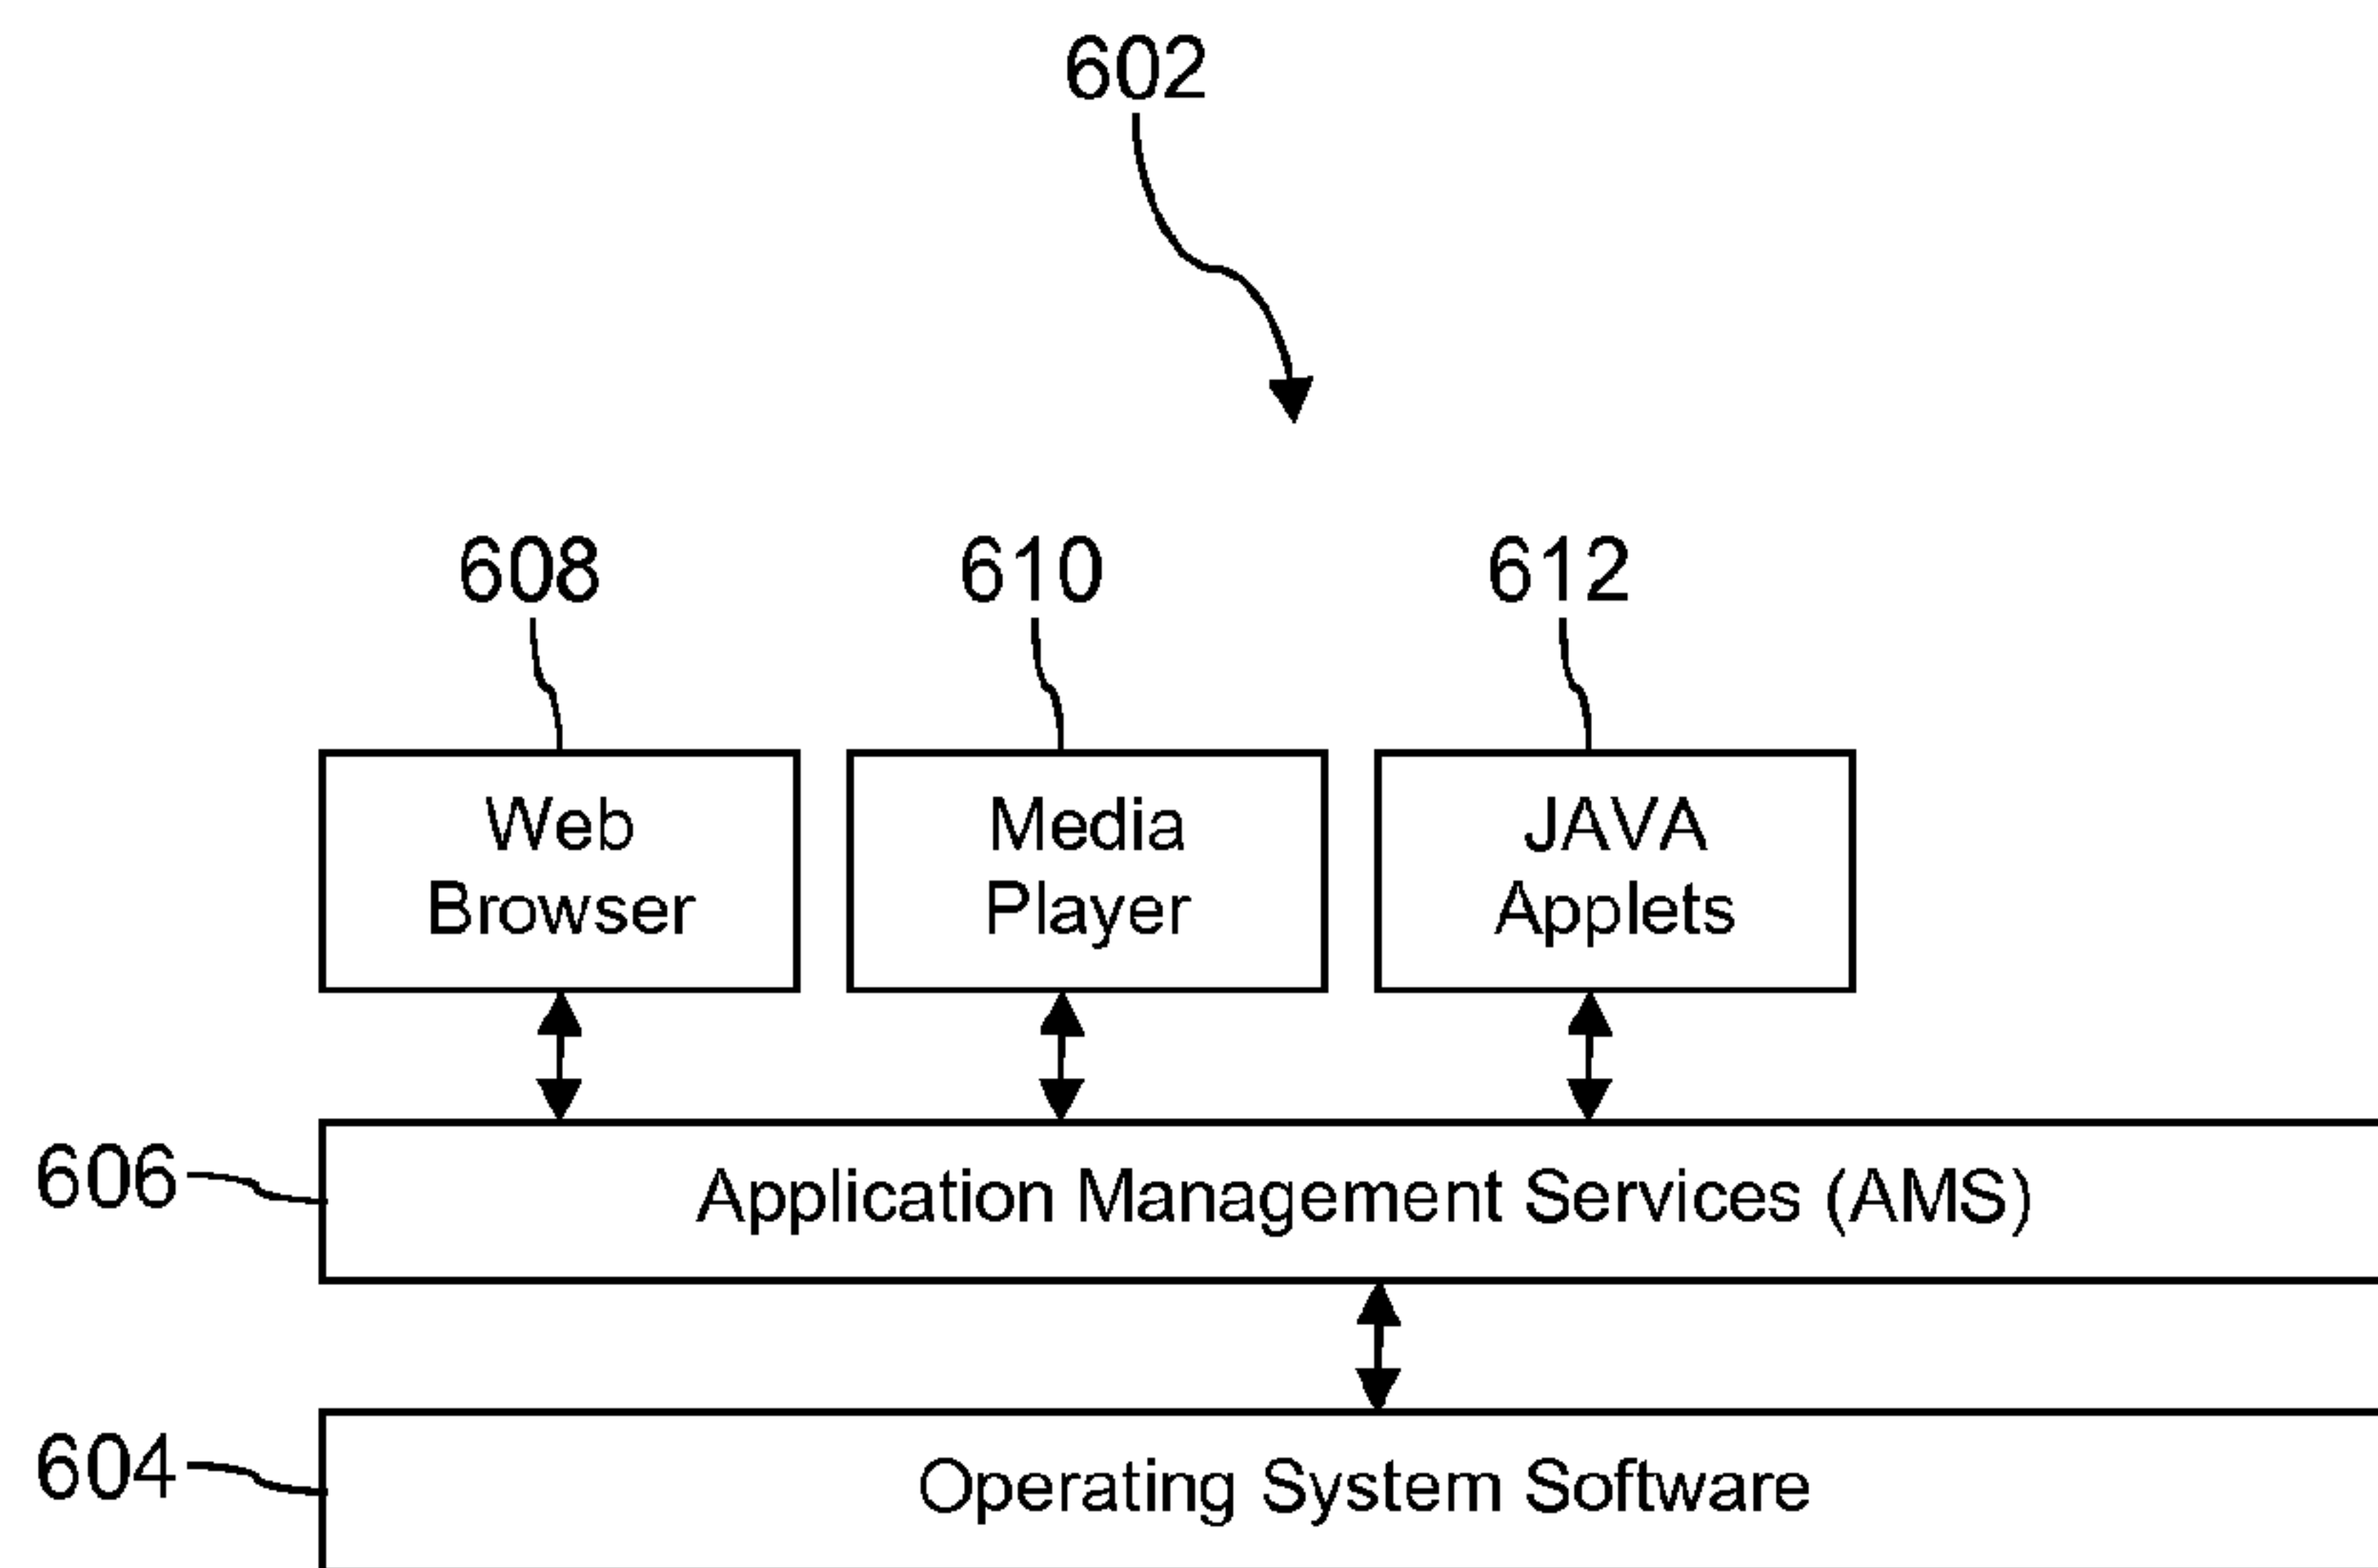 602
608
610
612
Web
Browser
Media
Player
JAVA
Applets
606
Application Management Services (AMS)
604
Operating System Software